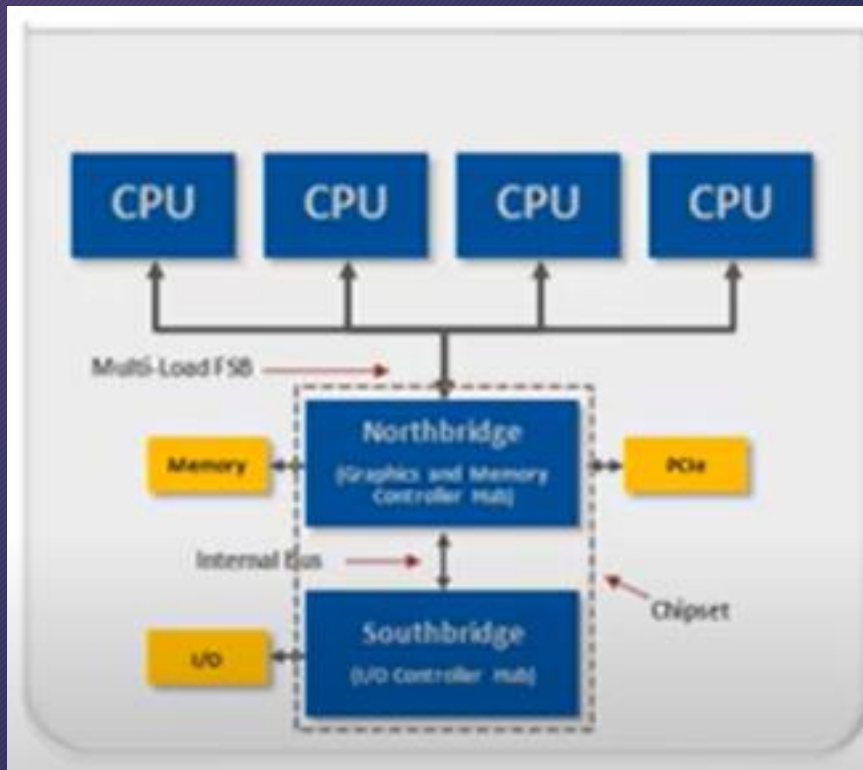 CPU CPU CPU CPU
Multi-Load FSB
Northbridge
(Graphics and Memory
Controller Hub)
Memory
PCIe
Internal Bus
Chipset
Southbridge
(I/O Controller Hub)
I/O